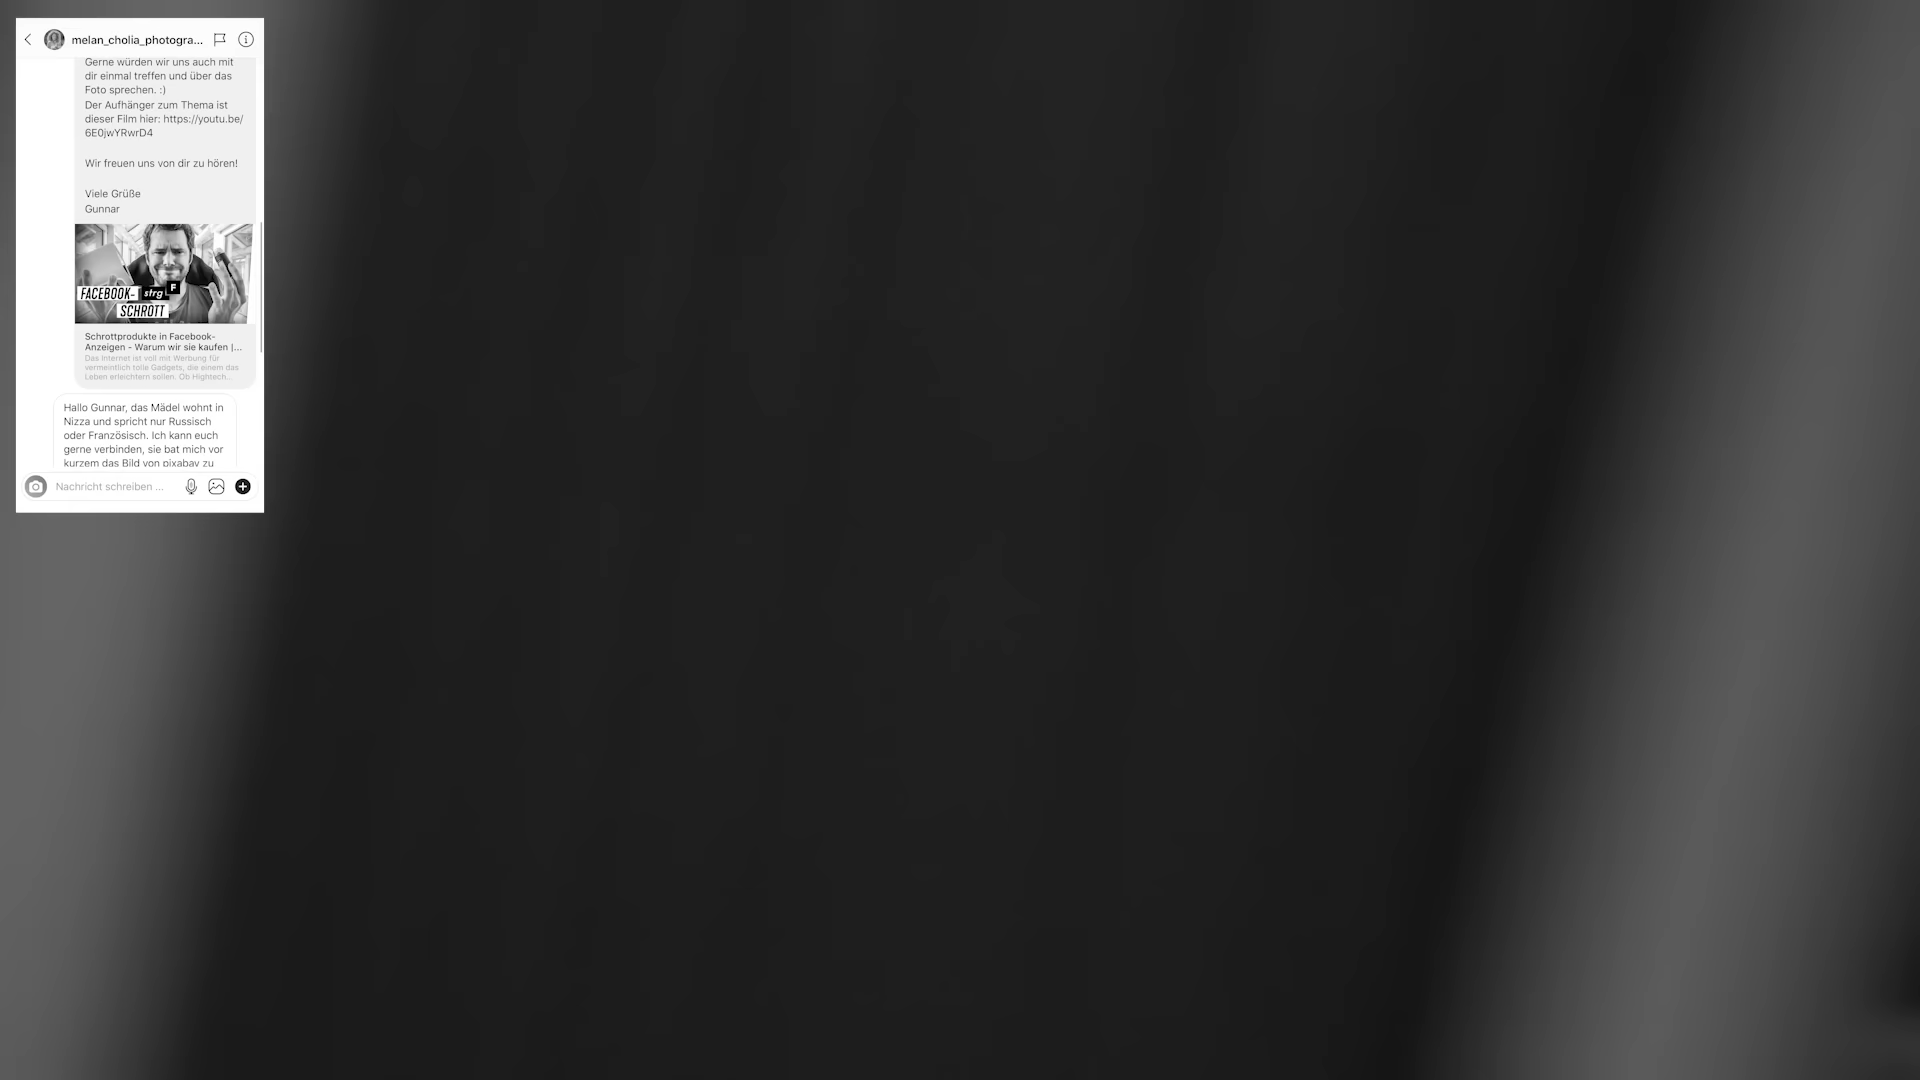 melan_cholia_photogra...
Gerne würden wir uns auch mit
dir einmal treffen und über das
Foto sprechen. :)
Der Aufhänger zum Thema ist
dieser Film hier: https://youtu.be/
6E0jwYRwrD4
Wir freuen uns von dir zu hören!
Viele Grüße
Gunnar
FACEBOOK- strg F
SCHROTT
Schrottprodukte in Facebook-
Anzeigen - Warum wir sie kaufen |...
Das Internet ist voll mit Werbung für
vermeintlich tolle Gadgets, die einem das
Leben erleichtern sollen. Ob Hightech...
Hallo Gunnar, das Mädel wohnt in
Nizza und spricht nur Russisch
oder Französisch. Ich kann euch
gerne verbinden, sie bat mich vor
kurzem das Bild von pixabay zu
Nachricht schreiben ...